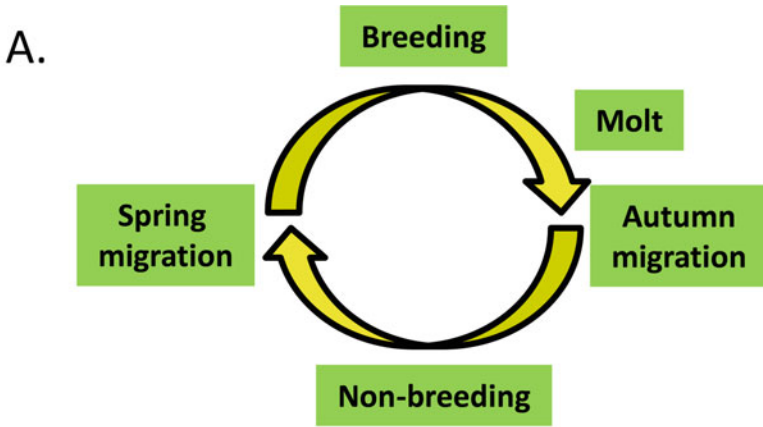 A.
Breeding
Molt
Spring
migration
Autumn
migration
Non-breeding